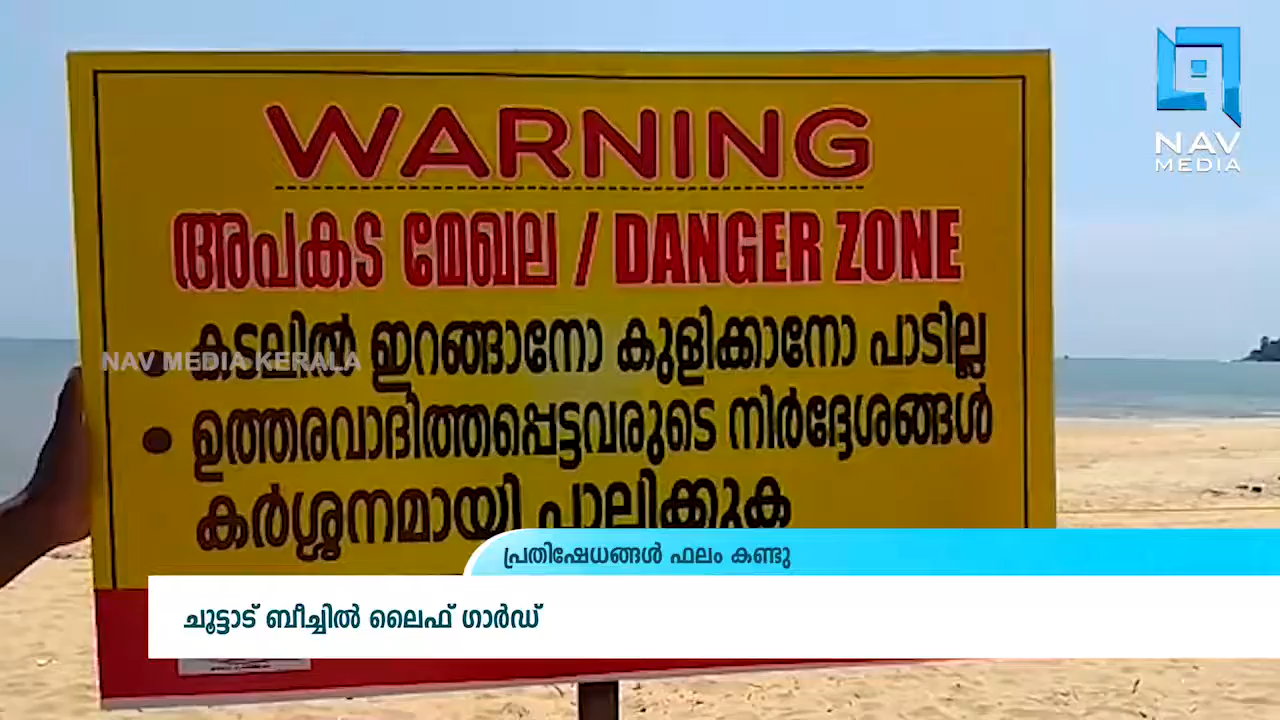 WARNING
അപകട മേഖല / DANGER ZONE
• കടലിൽ ഇറങ്ങാനോ കുളിക്കാനോ പാടില്ല
• ഉത്തരവാദിത്തപ്പെട്ടവരുടെ നിർദ്ദേശങ്ങൾ
കർശ്ശനമായി പാലിക്കുക
NAV
MEDIA
NAV MEDIA KERALA
പ്രതിഷേധങ്ങൾ ഫലം കണ്ടു
ചൂട്ടാട് ബീച്ചിൽ ലൈഫ് ഗാർഡ്